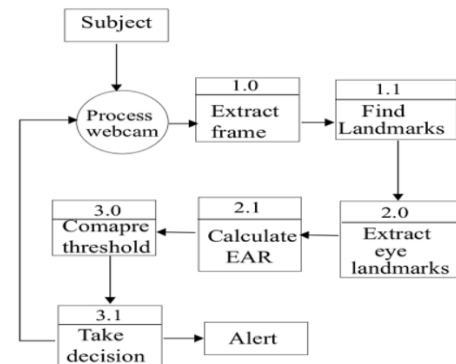 Subject
Process
webcam
1.0
Extract
frame
1.1
Find
Landmarks
2.0
Extract
eye
landmarks
2.1
Calculate
EAR
3.0
Comapre
threshold
3.1
Take
decision
Alert